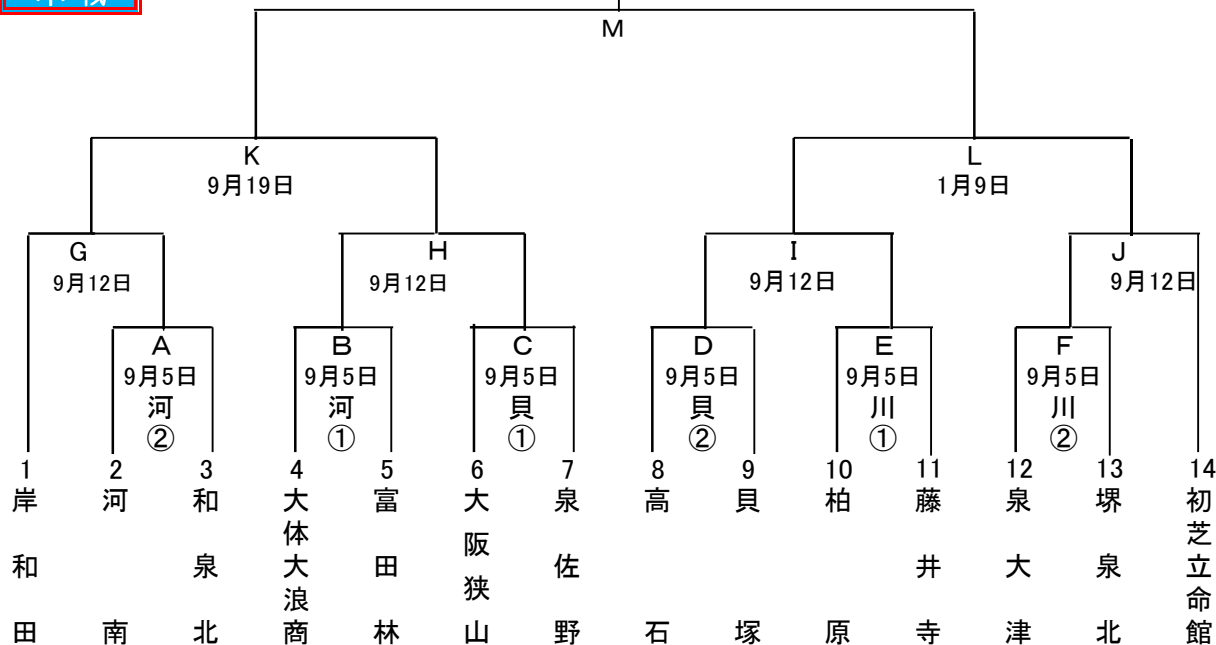 M
K
9月19日
L
1月9日
G
9月12日
H
9月12日
I
9月12日
J
9月12日
A
9月5日
河
②
B
9月5日
河
①
C
9月5日
貝
①
D
9月5日
貝
②
E
9月5日
川
①
F
9月5日
川
②
1
岸和田
2
河南
3
和泉北
4
大体大浪商
5
富田林
6
大阪狭山
7
泉佐野
8
高石
9
貝塚
10
柏原
11
藤井寺
12
泉大津
13
堺泉北
14
初芝立命館